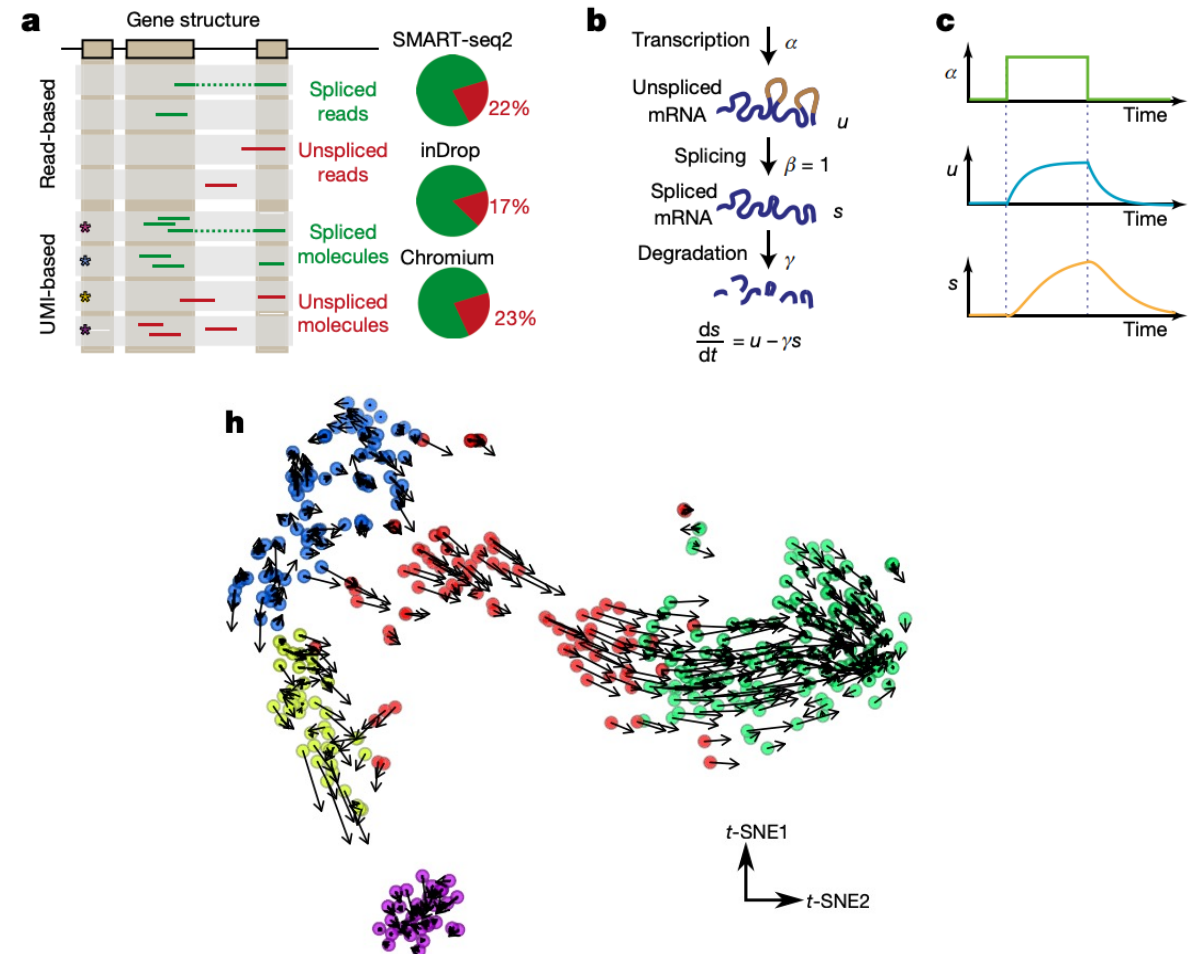 a
Gene structure
Read-based
Spliced
reads
Unspliced
reads
UMI-based
Spliced
molecules
Unspliced
molecules
SMART-seq2
22%
inDrop
17%
Chromium
23%
b
Transcription
α
Unspliced
mRNA
u
Splicing
β = 1
Spliced
mRNA
s
Degradation
γ
ds
dt
= u – γs
c
α
Time
u
Time
s
Time
h
t-SNE1
t-SNE2